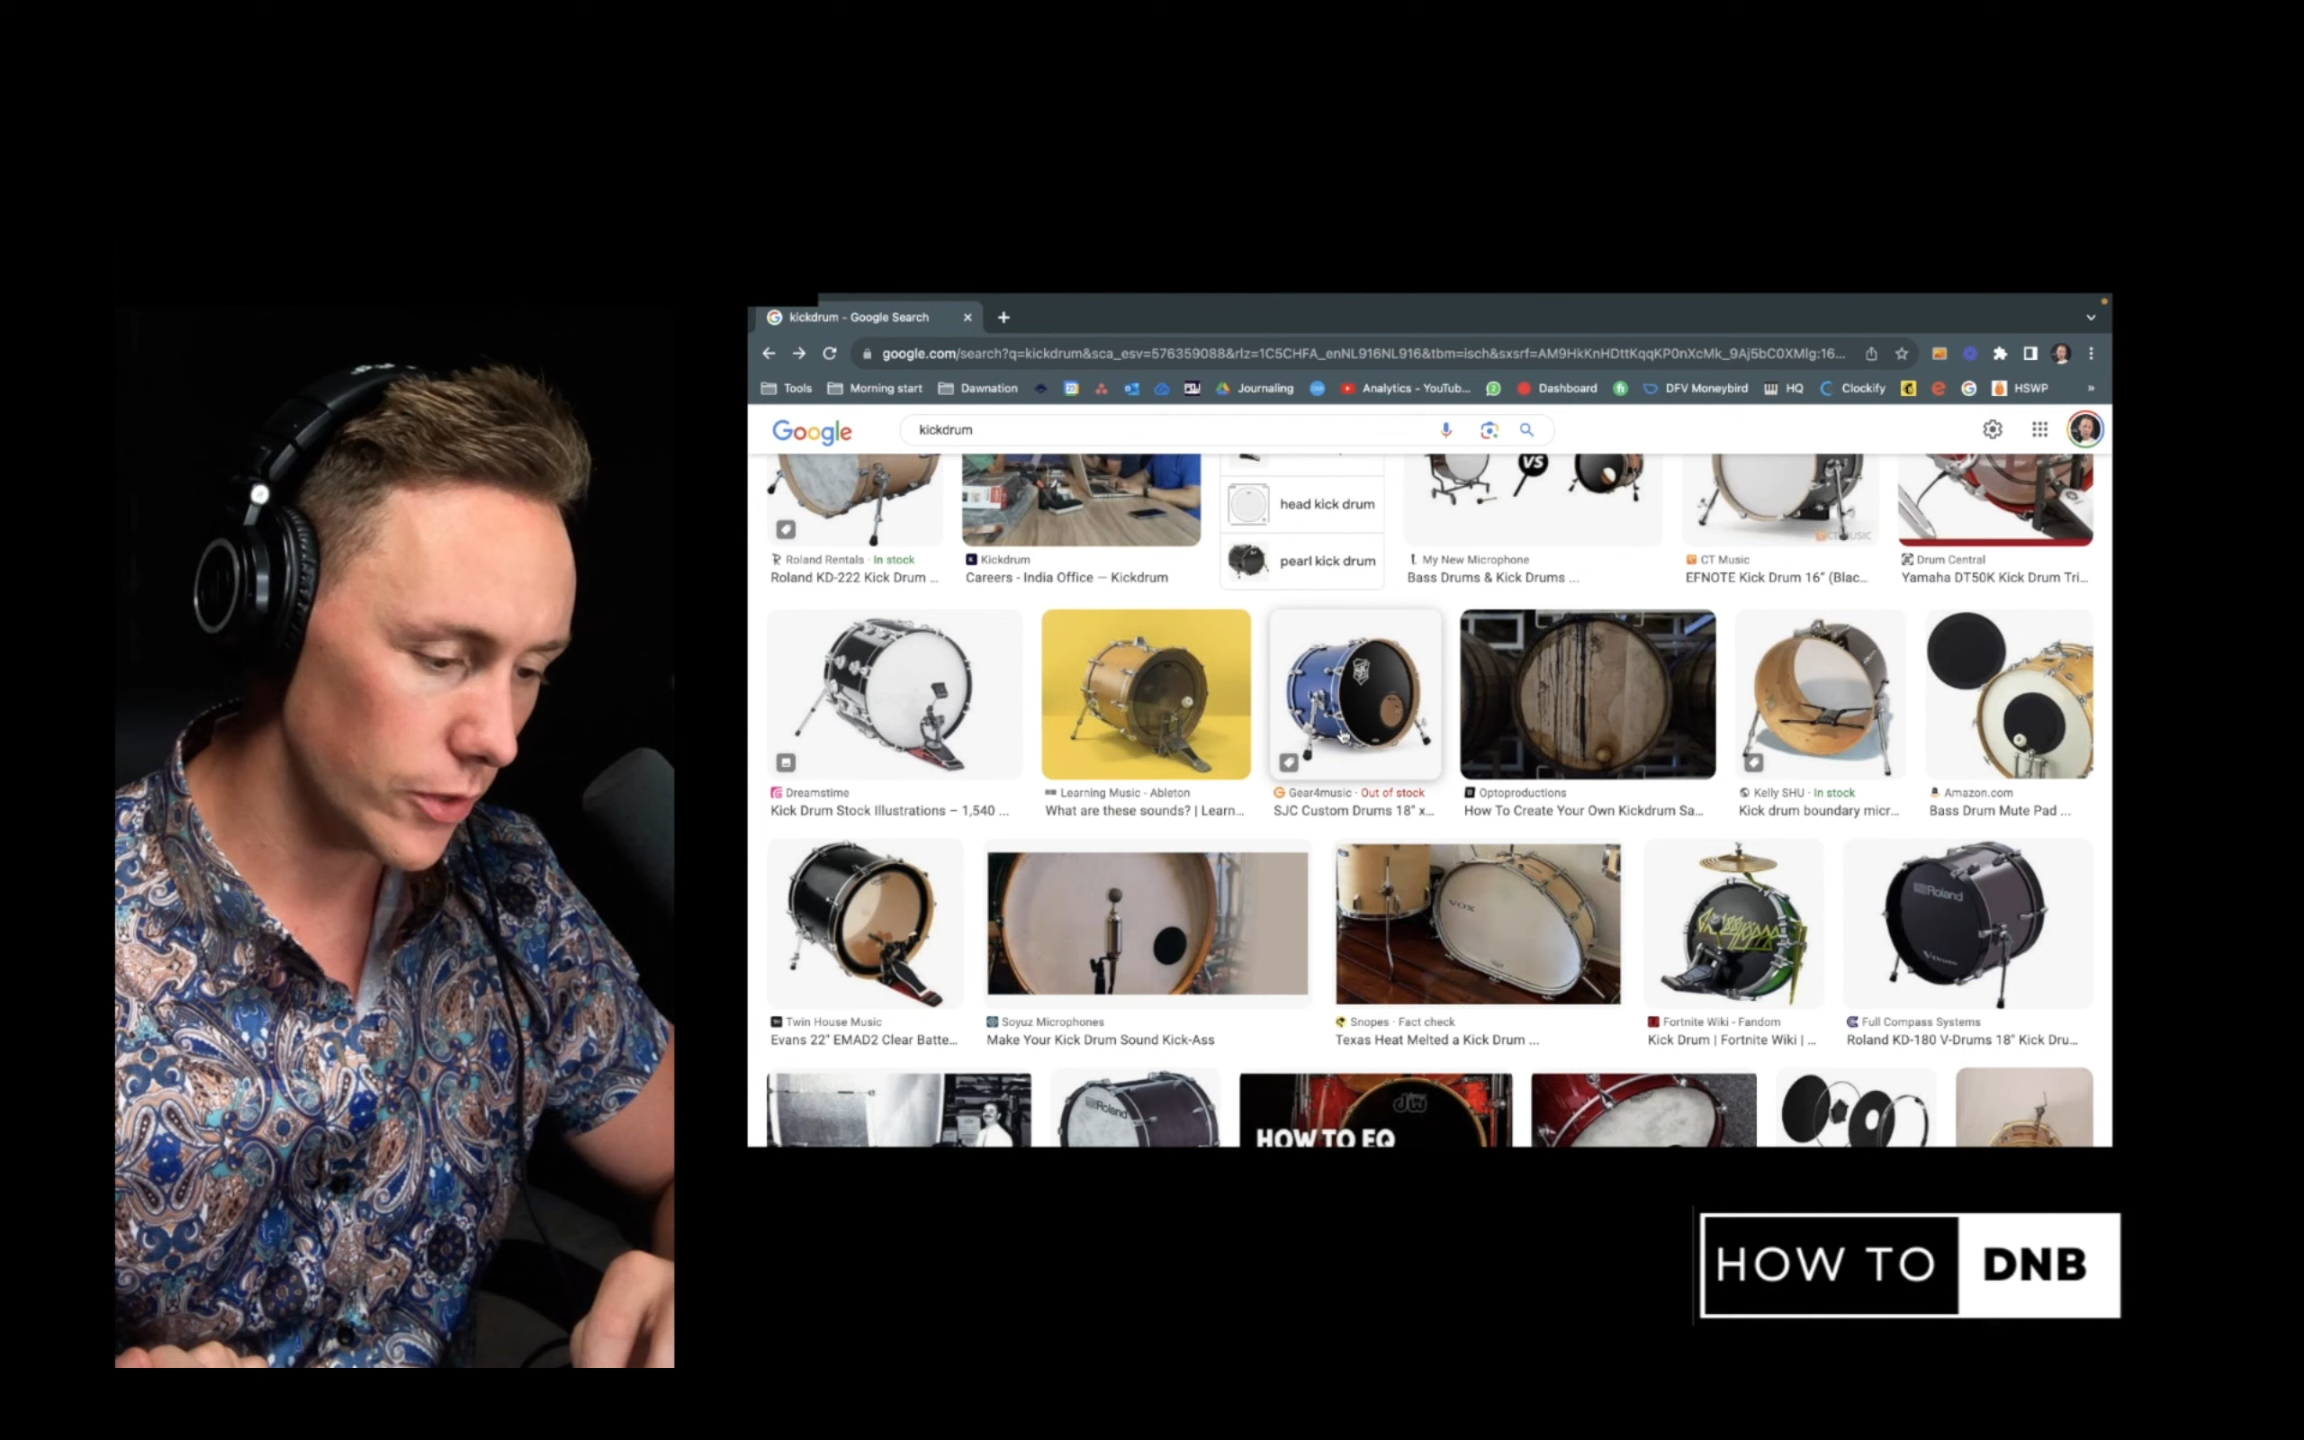 kickdrum – Google Search
google.com/search?q=kickdrum&sca_esv=576359088&rlz=1C5CHFA_enNL916NL916&tbm=isch&sxsrf=AM9HkKnHDttKqqKP0nXcMk_9Aj5bC0XMlg:16...
Tools Morning start Dawnation Journaling Analytics - YouTub... Dashboard DFV Moneybird HQ Clockify HSWP »
Google kickdrum
VS
head kick drum
pearl kick drum
Roland Rentals · In stock
Roland KD-222 Kick Drum ...
Kickdrum
Careers - India Office — Kickdrum
My New Microphone
Bass Drums & Kick Drums ...
CT Music
EFNOTE Kick Drum 16" (Blac...
Drum Central
Yamaha DT50K Kick Drum Tri...
Dreamstime
Kick Drum Stock Illustrations – 1,540 ...
Learning Music - Ableton
What are these sounds? | Learn...
Gear4music · Out of stock
SJC Custom Drums 18" x...
Optoproductions
How To Create Your Own Kickdrum Sa...
Kelly SHU · In stock
Kick drum boundary micr...
Amazon.com
Bass Drum Mute Pad ...
VOX
Roland
V-Drums
Twin House Music
Evans 22" EMAD2 Clear Batte...
Soyuz Microphones
Make Your Kick Drum Sound Kick-Ass
Snopes · Fact check
Texas Heat Melted a Kick Drum ...
Fortnite Wiki - Fandom
Kick Drum | Fortnite Wiki | ...
Full Compass Systems
Roland KD-180 V-Drums 18" Kick Dru...
Roland
dw
HOW TO EQ
HOW TO DNB